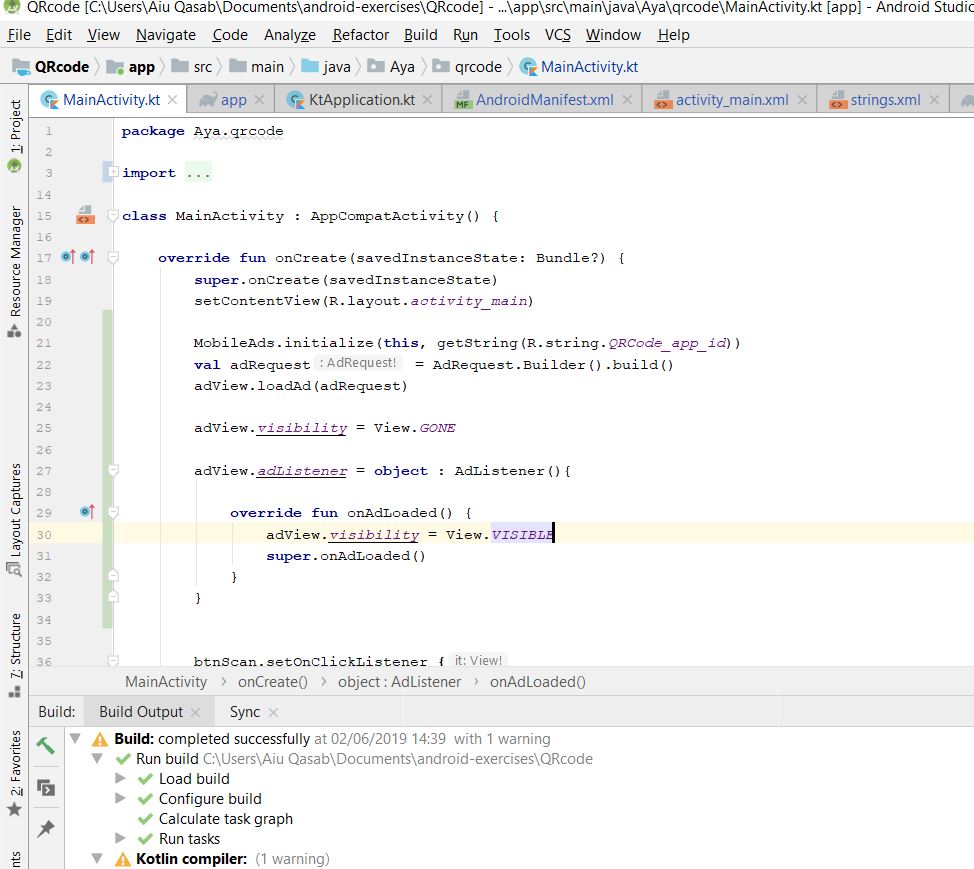 QRcode [C:\Users\Aiu Qasab\Documents\android-exercises\QRcode] - ...\app\src\main\java\Aya\qrcode\MainActivity.kt [app] - Android Studio
File Edit View Navigate Code Analyze Refactor Build Run Tools VCS Window Help
QRcode app src main java Aya qrcode MainActivity.kt
MainActivity.kt app KtApplication.kt AndroidManifest.xml activity_main.xml strings.xml
1: Project
Resource Manager
Layout Captures
7: Structure
2: Favorites
1 package Aya.qrcode
2
3 import ...
14
15 class MainActivity : AppCompatActivity() {
16
17 override fun onCreate(savedInstanceState: Bundle?) {
18 super.onCreate(savedInstanceState)
19 setContentView(R.layout.activity_main)
20
21 MobileAds.initialize(this, getString(R.string.QRCode_app_id))
22 val adRequest : AdRequest! = AdRequest.Builder().build()
23 adView.loadAd(adRequest)
24
25 adView.visibility = View.GONE
26
27 adView.adListener = object : AdListener(){
28
29 override fun onAdLoaded() {
30 adView.visibility = View.VISIBLE
31 super.onAdLoaded()
32 }
33 }
34
35
36 btnScan.setOnClickListener { it: View!
MainActivity > onCreate() > object : AdListener > onAdLoaded()
Build: Build Output Sync
Build: completed successfully at 02/06/2019 14:39 with 1 warning
Run build C:\Users\Aiu Qasab\Documents\android-exercises\QRcode
Load build
Configure build
Calculate task graph
Run tasks
Kotlin compiler: (1 warning)